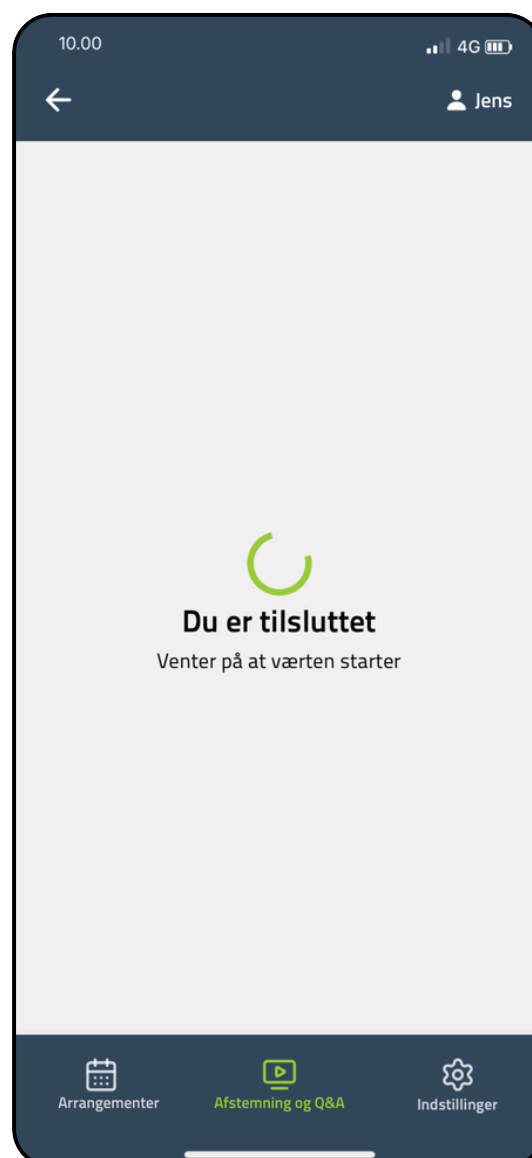 10.00 4G
Jens
Du er tilsluttet
Venter på at værten starter
Arrangementer Afstemning og Q&A Indstillinger